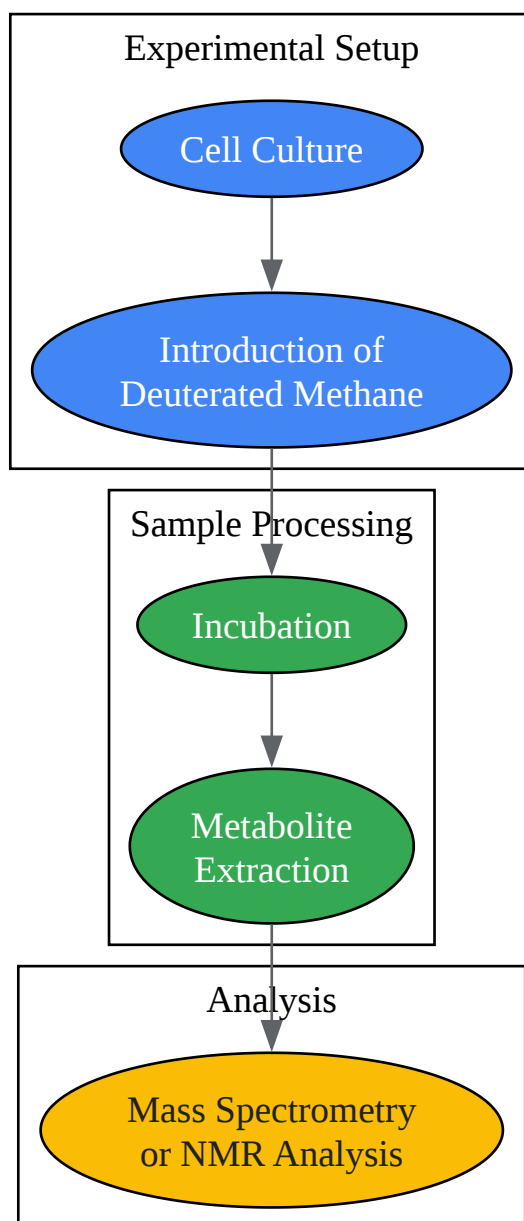 Experimental Setup
Cell Culture
Introduction of
Deuterated Methane
Sample Processing
Incubation
Metabolite
Extraction
Analysis
Mass Spectrometry
or NMR Analysis